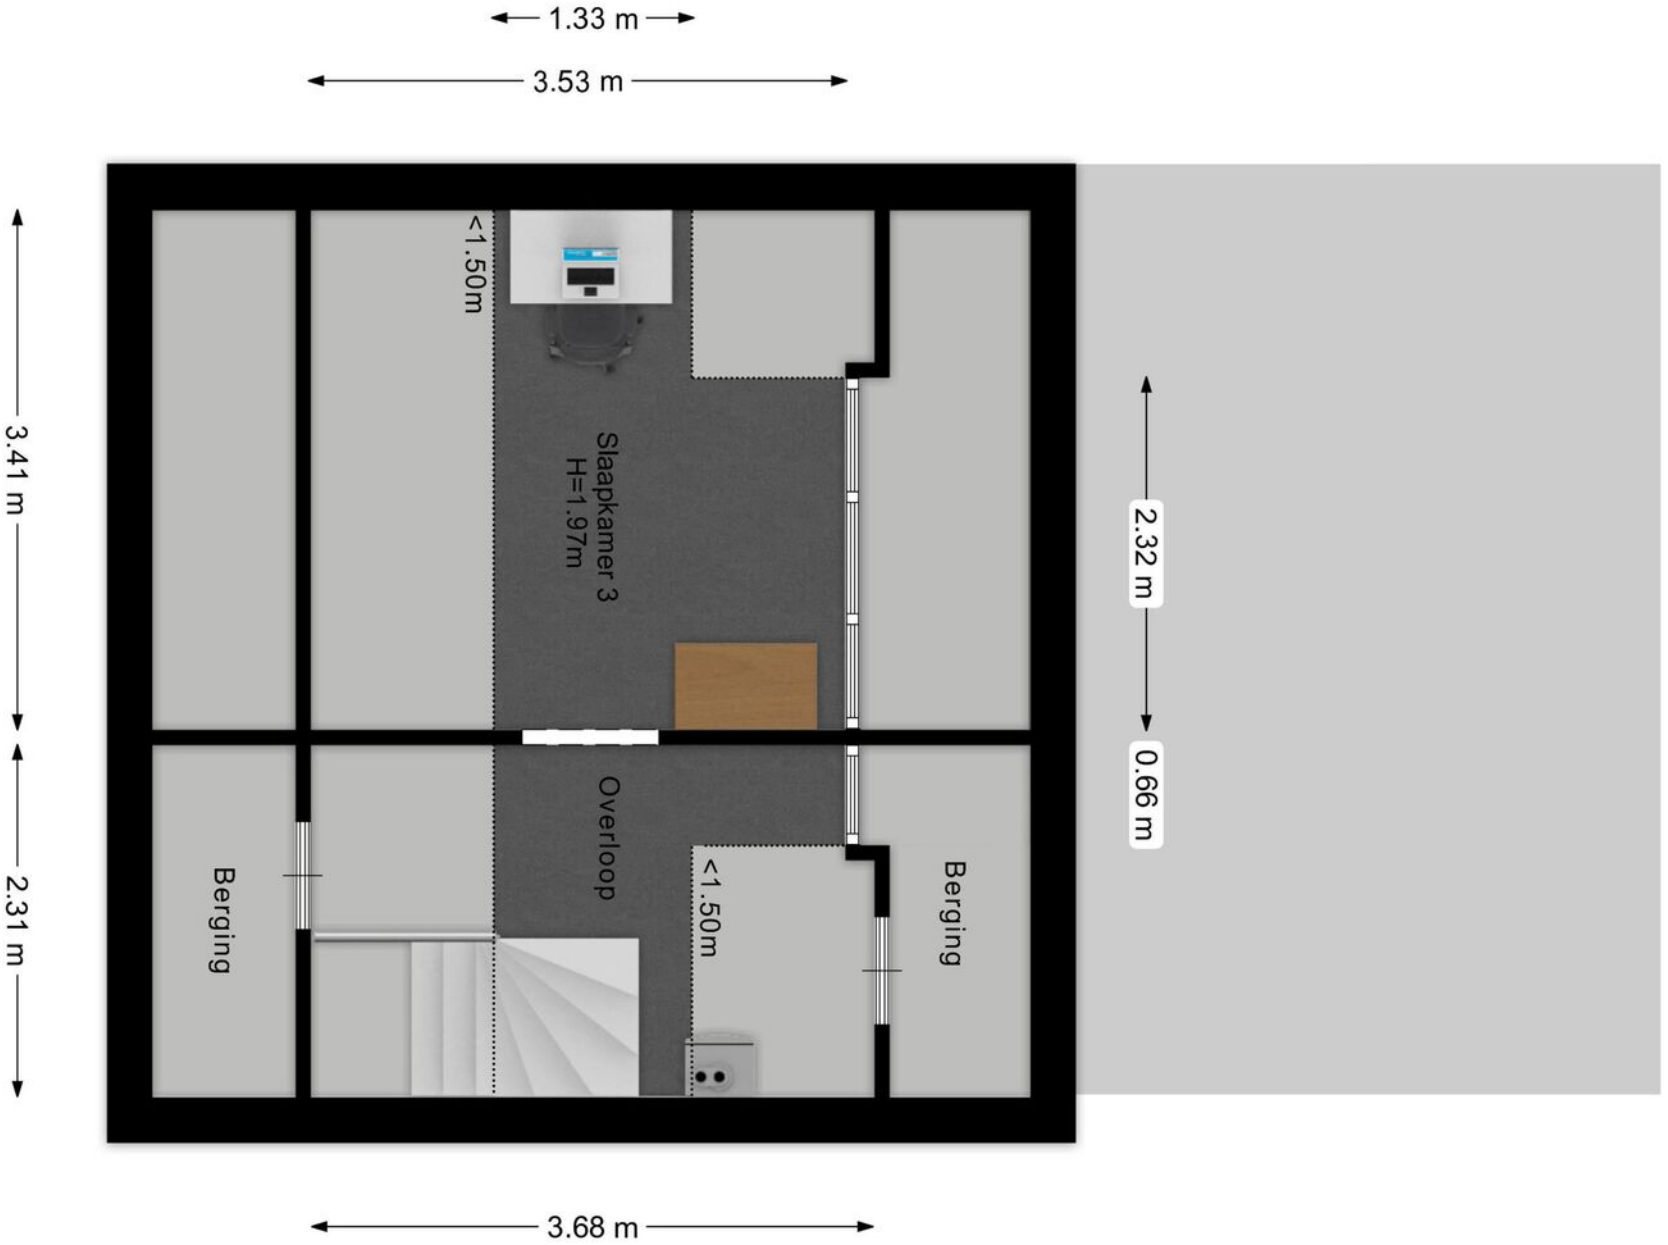 1.33 m
3.53 m
<1.50m
3.41 m
Slaapkamer 3
H=1.97m
2.32 m
0.66 m
Overloop
<1.50m
2.31 m
Berging
Berging
3.68 m